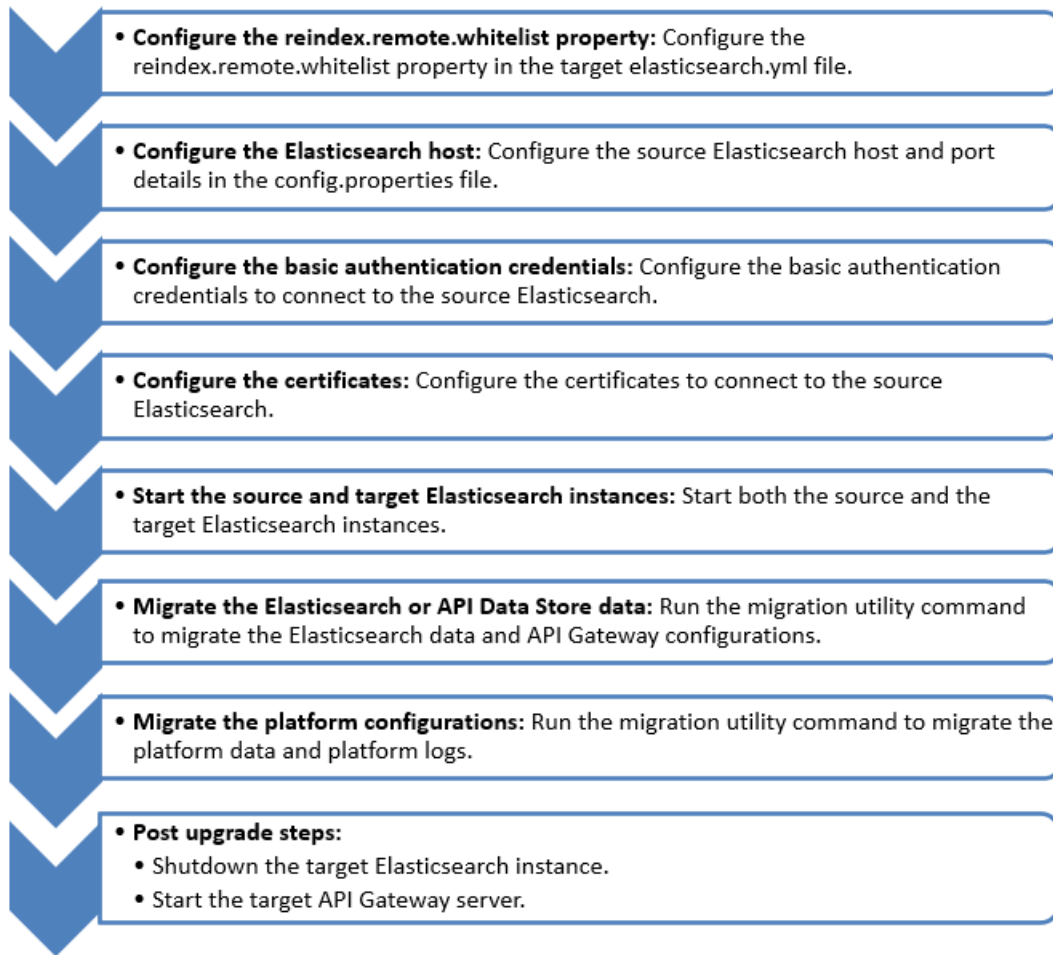 • Configure the reindex.remote.whitelist property: Configure the
reindex.remote.whitelist property in the target elasticsearch.yml file.
• Configure the Elasticsearch host: Configure the source Elasticsearch host and port
details in the config.properties file.
• Configure the basic authentication credentials: Configure the basic authentication
credentials to connect to the source Elasticsearch.
• Configure the certificates: Configure the certificates to connect to the source
Elasticsearch.
• Start the source and target Elasticsearch instances: Start both the source and the
target Elasticsearch instances.
• Migrate the Elasticsearch or API Data Store data: Run the migration utility command
to migrate the Elasticsearch data and API Gateway configurations.
• Migrate the platform configurations: Run the migration utility command to migrate the
platform data and platform logs.
• Post upgrade steps:
• Shutdown the target Elasticsearch instance.
• Start the target API Gateway server.